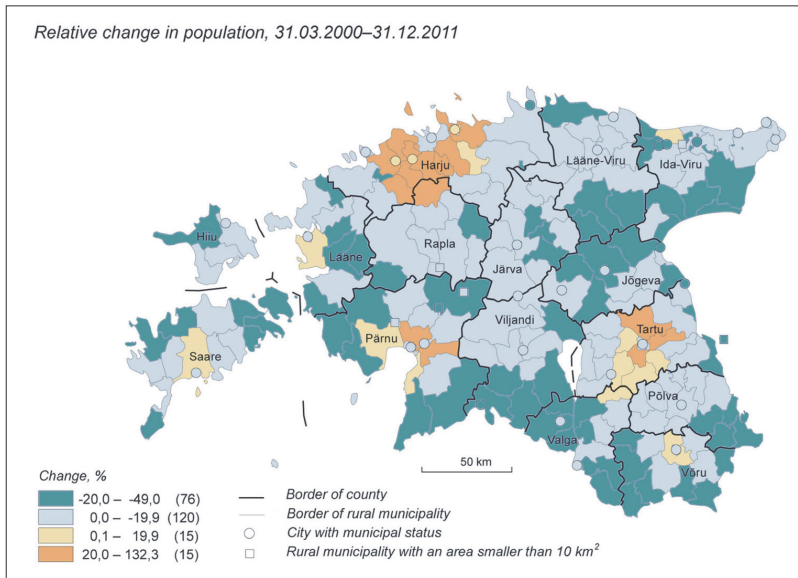 Relative change in population, 31.03.2000–31.12.2011
Harju
Lääne-Viru
Ida-Viru
Hiiu
Lääne
Rapla
Järva
Jõgeva
Saare
Pärnu
Viljandi
Tartu
Põlva
Valga
Võru
50 km
Change, %
-20,0 – -49,0 (76)
0,0 – -19,9 (120)
0,1 – 19,9 (15)
20,0 – 132,3 (15)
Border of county
Border of rural municipality
City with municipal status
Rural municipality with an area smaller than 10 km²